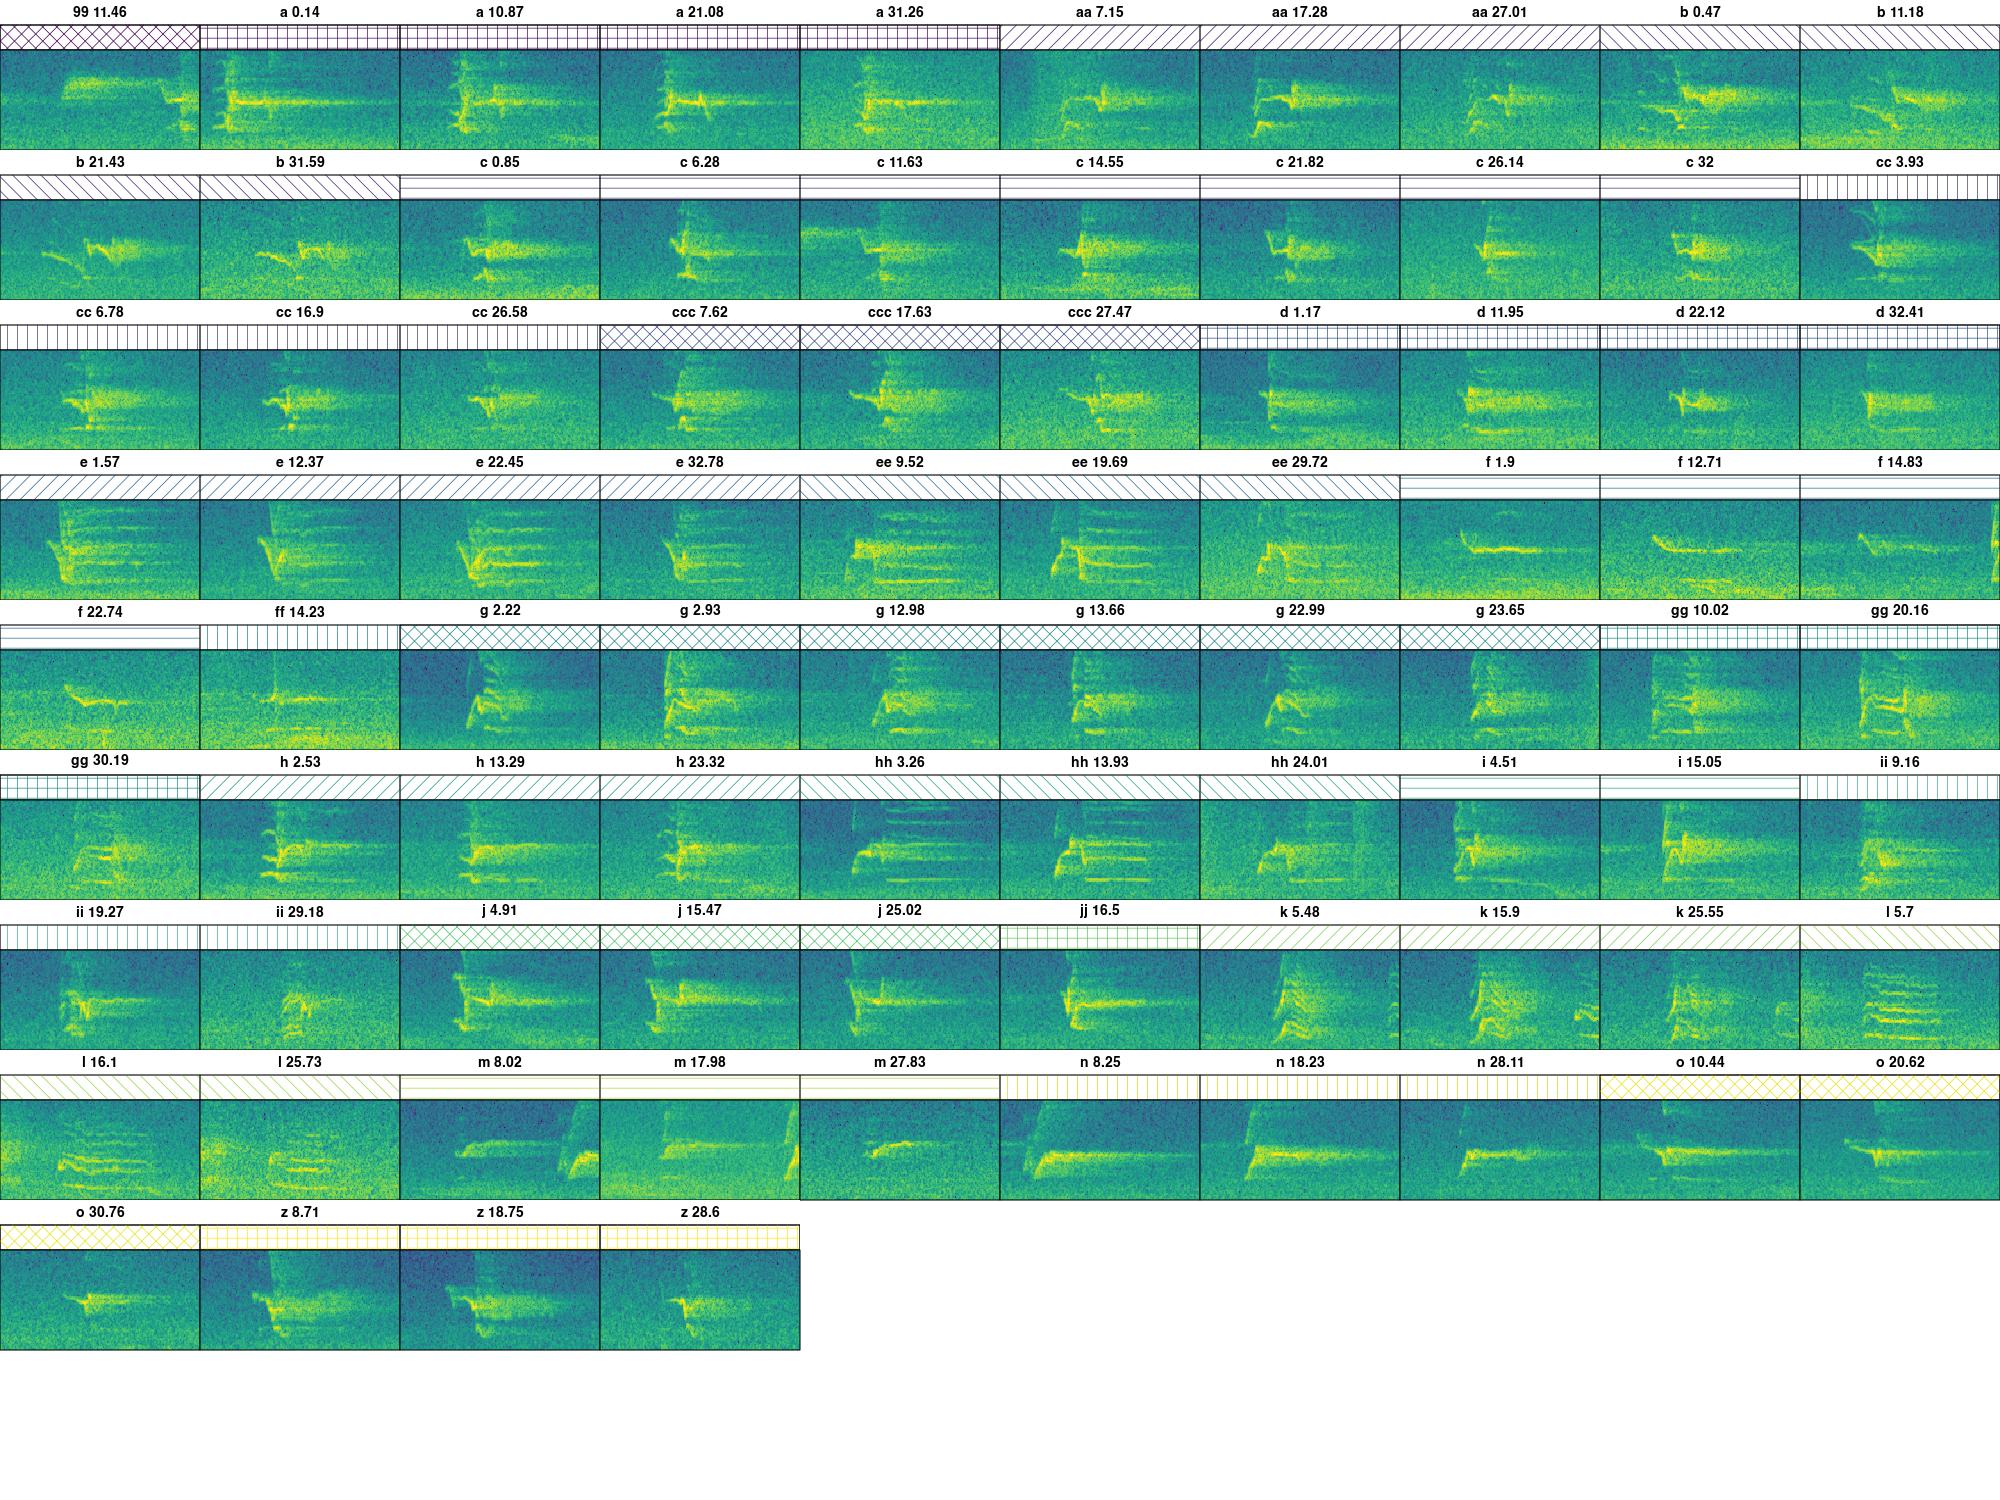 99 11.46 a 0.14 a 10.87 a 21.08 a 31.26 aa 7.15 aa 17.28 aa 27.01 b 0.47 b 11.18
b 21.43 b 31.59 c 0.85 c 6.28 c 11.63 c 14.55 c 21.82 c 26.14 c 32 cc 3.93
cc 6.78 cc 16.9 cc 26.58 ccc 7.62 ccc 17.63 ccc 27.47 d 1.17 d 11.95 d 22.12 d 32.41
e 1.57 e 12.37 e 22.45 e 32.78 ee 9.52 ee 19.69 ee 29.72 f 1.9 f 12.71 f 14.83
f 22.74 ff 14.23 g 2.22 g 2.93 g 12.98 g 13.66 g 22.99 g 23.65 gg 10.02 gg 20.16
gg 30.19 h 2.53 h 13.29 h 23.32 hh 3.26 hh 13.93 hh 24.01 i 4.51 i 15.05 ii 9.16
ii 19.27 ii 29.18 j 4.91 j 15.47 j 25.02 jj 16.5 k 5.48 k 15.9 k 25.55 l 5.7
l 16.1 l 25.73 m 8.02 m 17.98 m 27.83 n 8.25 n 18.23 n 28.11 o 10.44 o 20.62
o 30.76 z 8.71 z 18.75 z 28.6